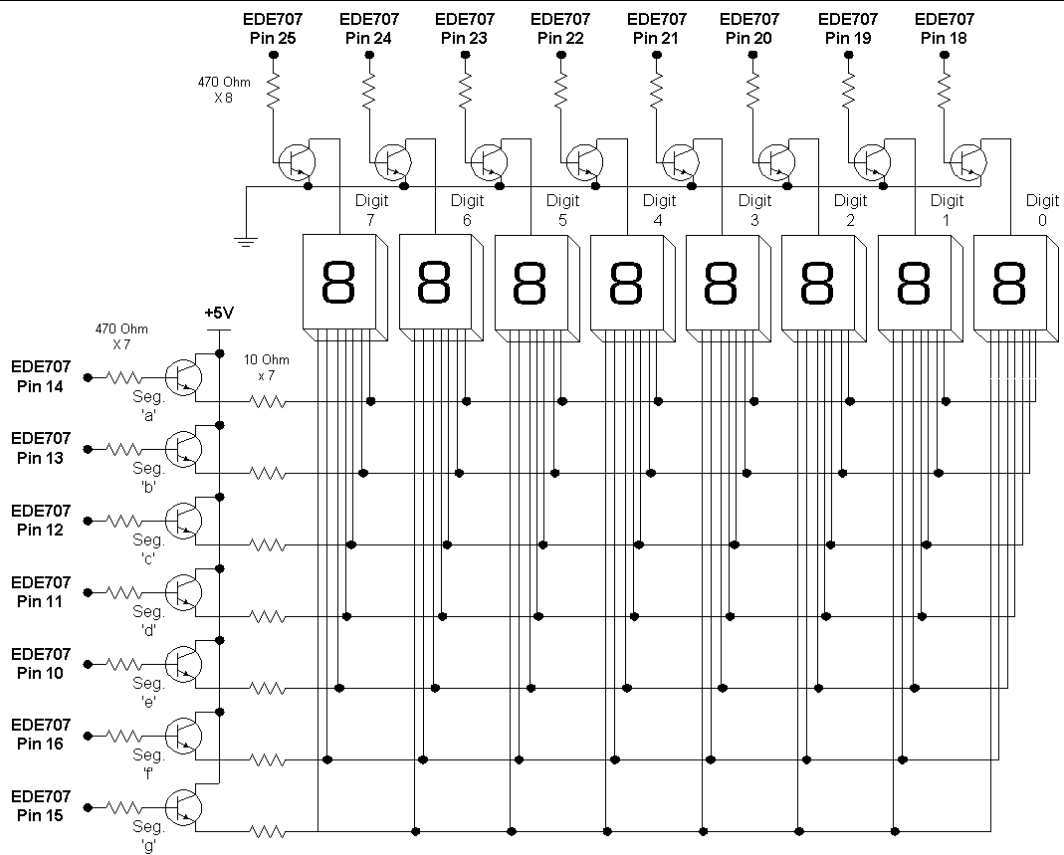 EDE707 EDE707 EDE707 EDE707 EDE707 EDE707 EDE707 EDE707
Pin 25 Pin 24 Pin 23 Pin 22 Pin 21 Pin 20 Pin 19 Pin 18
470 Ohm
X 8
Digit Digit Digit Digit Digit Digit Digit Digit
7 6 5 4 3 2 1 0
8 8 8 8 8 8 8 8
+5V
470 Ohm
X 7
10 Ohm
x 7
EDE707
Pin 14
Seg.
'a'
EDE707
Pin 13
Seg.
'b'
EDE707
Pin 12
Seg.
'c'
EDE707
Pin 11
Seg.
'd'
EDE707
Pin 10
Seg.
'e'
EDE707
Pin 16
Seg.
'f'
EDE707
Pin 15
Seg.
'g'